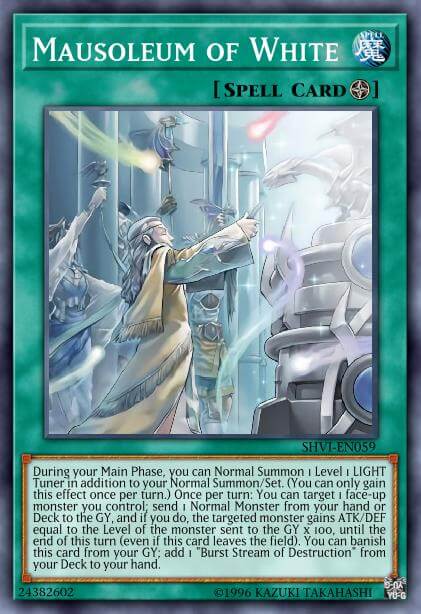 MAUSOLEUM OF WHITE
SPELL
魔
[SPELL CARD]
SHVI-EN059
During your Main Phase, you can Normal Summon 1 Level 1 LIGHT
Tuner in addition to your Normal Summon/Set. (You can only gain
this effect once per turn.) Once per turn: You can target 1 face-up
monster you control; send 1 Normal Monster from your hand or
Deck to the GY, and if you do, the targeted monster gains ATK/DEF
equal to the Level of the monster sent to the GY x 100, until the
end of this turn (even if this card leaves the field). You can banish
this card from your GY; add 1 "Burst Stream of Destruction" from
your Deck to your hand.
24382602
©1996 KAZUKI TAKAHASHI